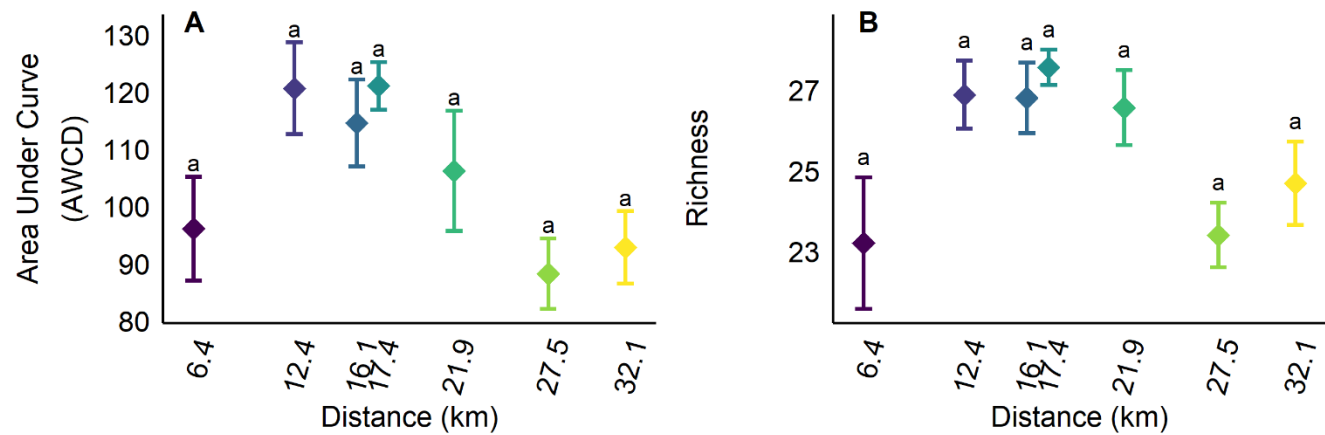 A
130
120
110
100
90
80
Area Under Curve
(AWCD)
a
a
a
a
a
a
a
6.4
12.4
16.1
17.4
21.9
27.5
32.1
Distance (km)
B
27
25
23
Richness
a
a
a
a
a
a
a
6.4
12.4
16.1
17.4
21.9
27.5
32.1
Distance (km)